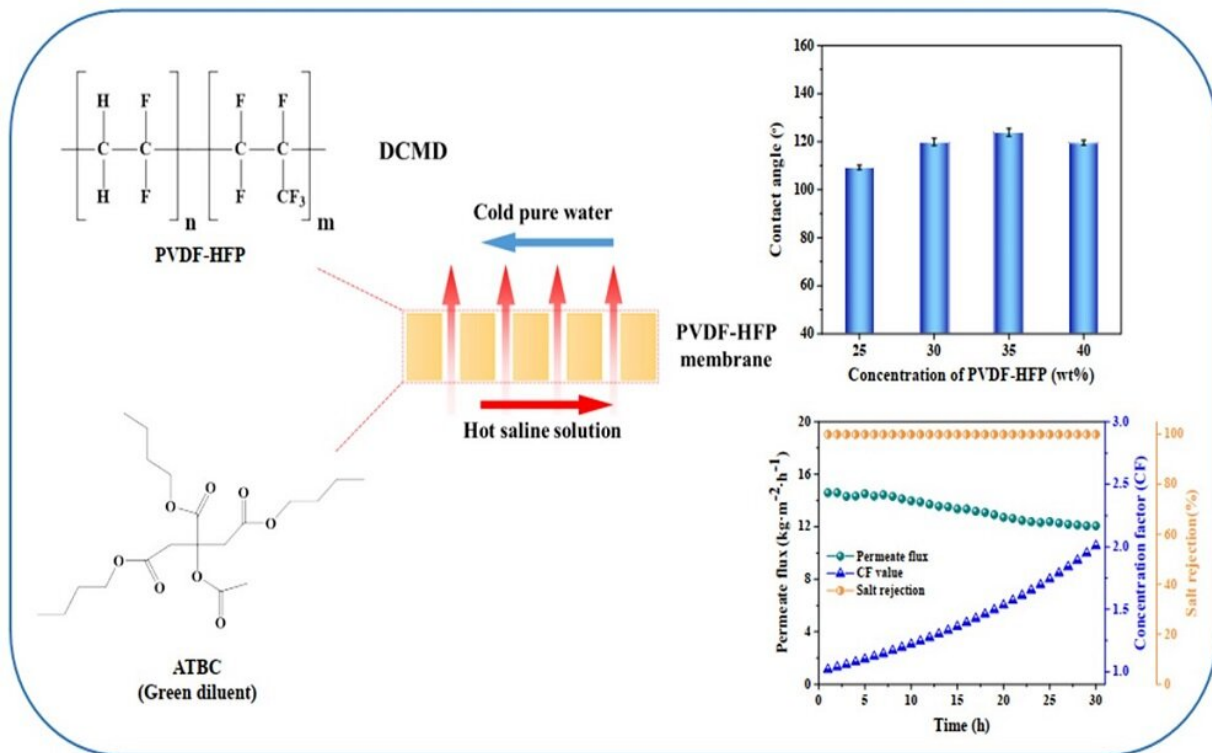 H F F F
C C C C
H F F CF₃
n m
PVDF-HFP
DCMD
Cold pure water
PVDF-HFP
membrane
Hot saline solution
O O O
O O
O O
O
ATBC
(Green diluent)
Contact angle (°)
160
140
120
100
80
60
40
25 30 35 40
Concentration of PVDF-HFP (wt%)
Permeate flux (kg·m⁻²·h⁻¹)
20
16
12
8
4
0
Permeate flux
CF value
Salt rejection
3.0
2.5
2.0
1.5
1.0
Concentration factor (CF)
100
80
60
40
20
0
Salt rejection(%)
0 5 10 15 20 25 30
Time (h)